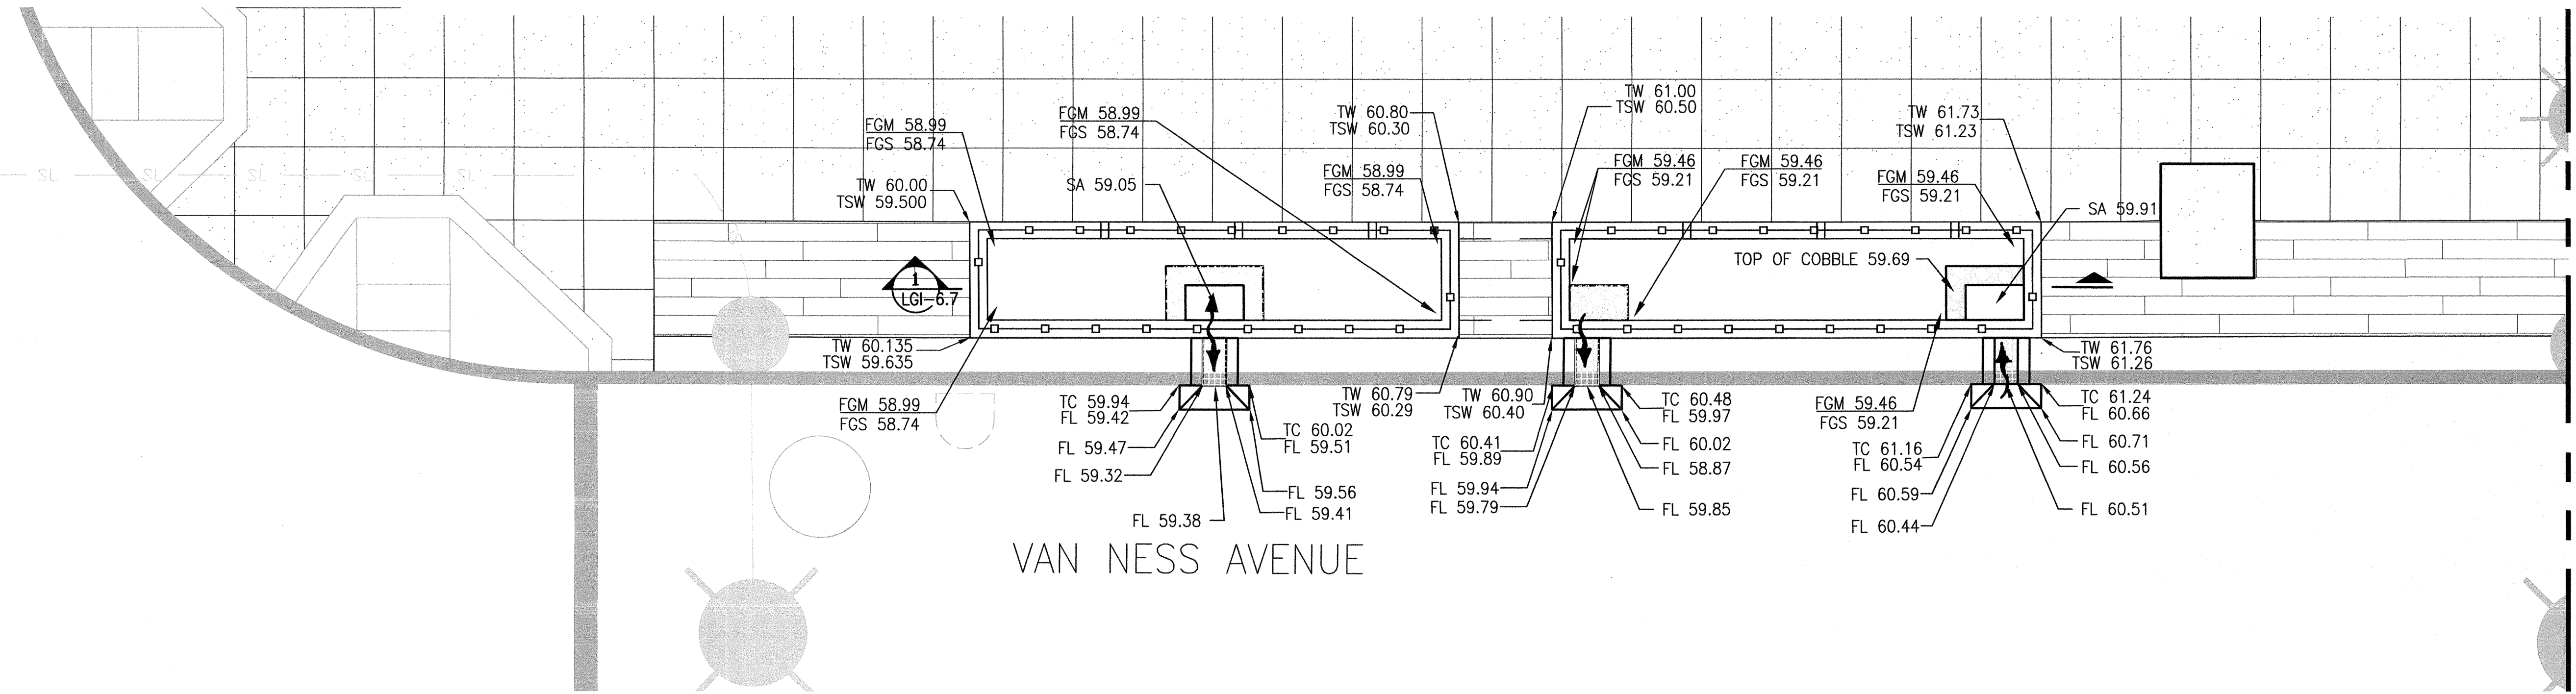 SL
SL
SL
SL
SL
FGM 58.99
FGS 58.74
TW 60.00
TSW 59.500
FGM 58.99
FGS 58.74
SA 59.05
TW 60.80
TSW 60.30
FGM 58.99
FGS 58.74
TW 61.00
TSW 60.50
FGM 59.46
FGS 59.21
FGM 59.46
FGS 59.21
TW 61.73
TSW 61.23
FGM 59.46
FGS 59.21
SA 59.91
TOP OF COBBLE 59.69
1
LGI-6.7
TW 60.135
TSW 59.635
FGM 58.99
FGS 58.74
TC 59.94
FL 59.42
FL 59.47
FL 59.32
FL 59.38
TC 60.02
FL 59.51
FL 59.56
FL 59.41
TW 60.79
TSW 60.29
TW 60.90
TSW 60.40
TC 60.41
FL 59.89
FL 59.94
FL 59.79
TC 60.48
FL 59.97
FL 60.02
FL 58.87
FL 59.85
FGM 59.46
FGS 59.21
TC 61.16
FL 60.54
FL 60.59
FL 60.44
TW 61.76
TSW 61.26
TC 61.24
FL 60.66
FL 60.71
FL 60.56
FL 60.51
VAN NESS AVENUE